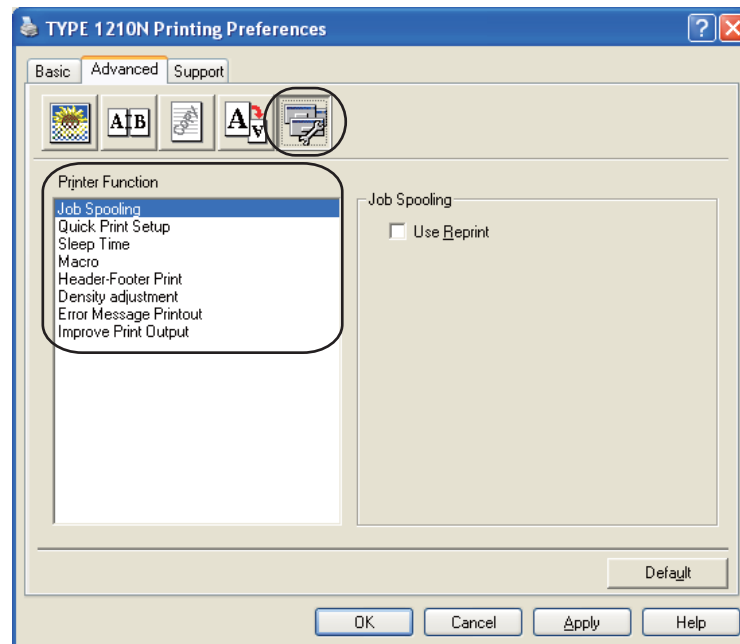 TYPE 1210N Printing Preferences
Basic Advanced Support
A B copy A A
Printer Function
Job Spooling
Quick Print Setup
Sleep Time
Macro
Header-Footer Print
Density adjustment
Error Message Printout
Improve Print Output
Job Spooling
Use Reprint
Default
OK Cancel Apply Help